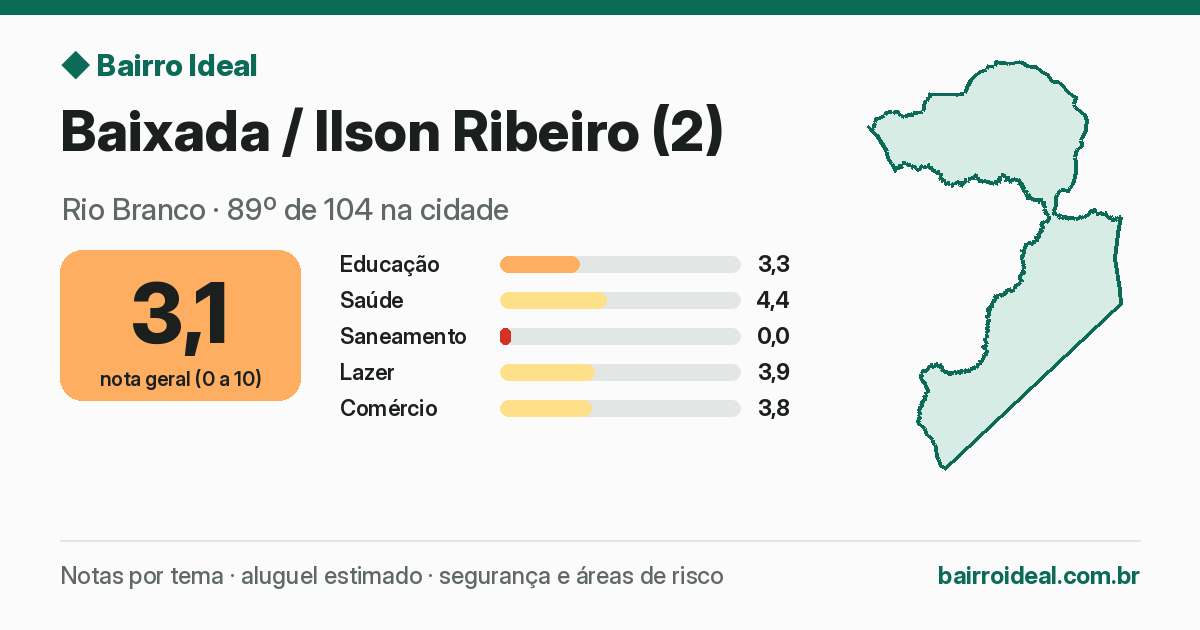 Bairro Ideal
Baixada / Ilson Ribeiro (2)
Rio Branco · 89º de 104 na cidade
3,1
nota geral (0 a 10)
Educação 3,3
Saúde 4,4
Saneamento 0,0
Lazer 3,9
Comércio 3,8
Notas por tema · aluguel estimado · segurança e áreas de risco
bairroideal.com.br